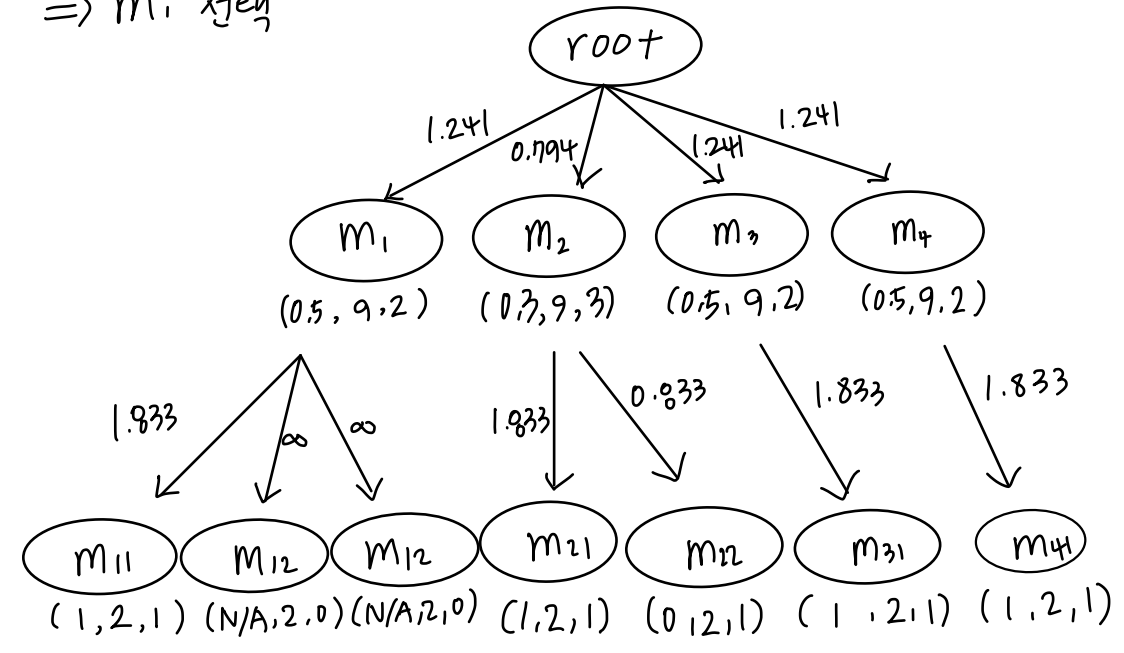 ⇒ m₁ 선택
root
1.241 0.794 1.241 1.241
m₁ m₂ m₃ m₄
(0.5, 9, 2) (0.3, 9, 3) (0.5, 9, 2) (0.5, 9, 2)
1.833 ∞ ∞ 1.833 0.833 1.833 1.833
m₁₁ m₁₂ m₁₂ m₂₁ m₂₂ m₃₁ m₄₁
(1, 2, 1) (N/A, 2, 0) (N/A, 2, 0) (1, 2, 1) (0, 2, 1) (1, 2, 1) (1, 2, 1)